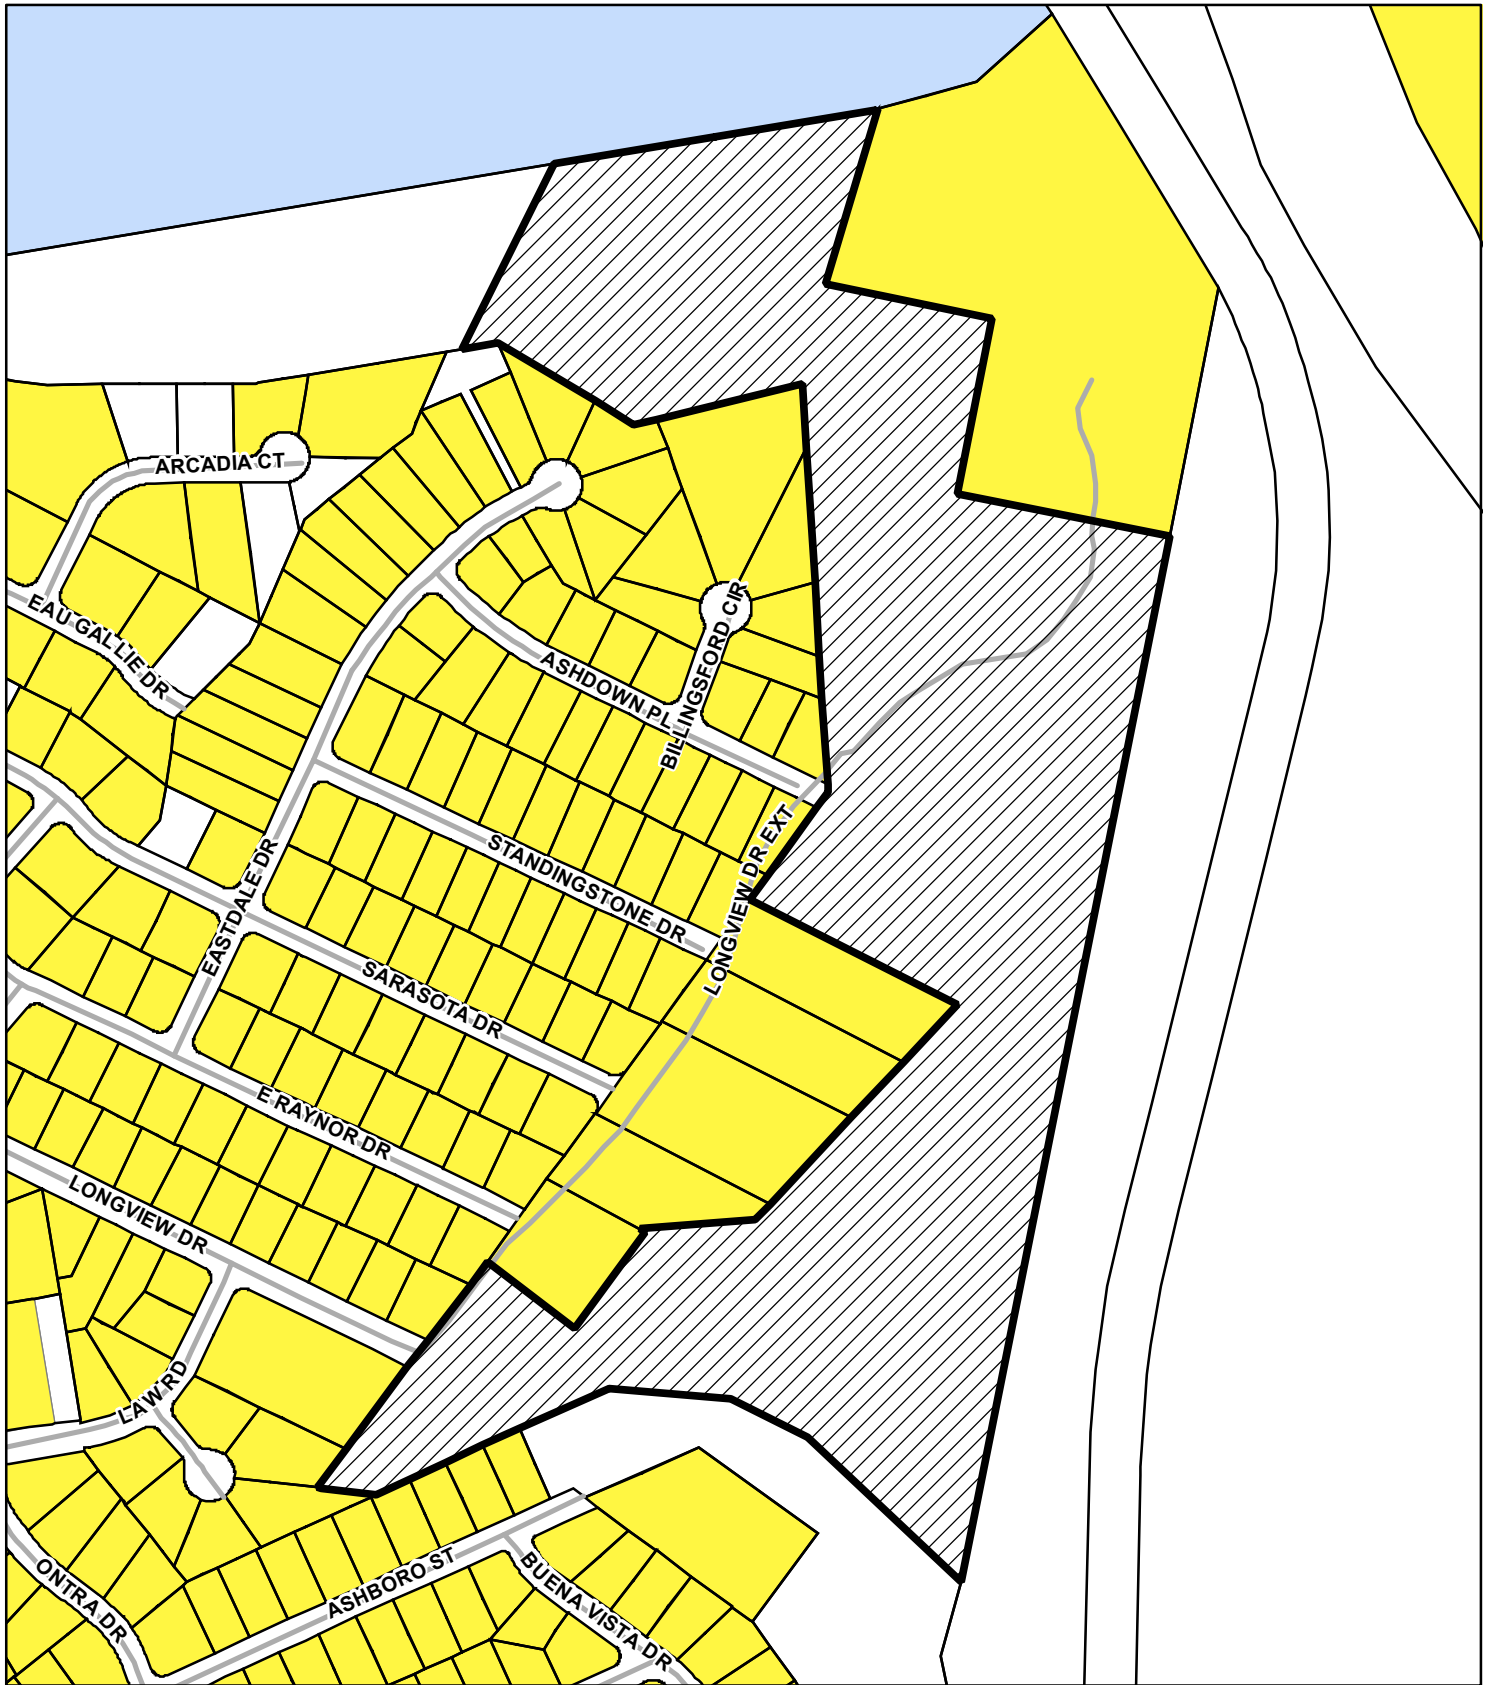 ARCADIA CT
EAU GALLIE DR
ASHDOWN PL
BILLINGSFORD CIR
STANDINGSTONE DR
LONGVIEW DR EXT
EASTDALE DR
SARASOTA DR
E RAYNOR DR
LONGVIEW DR
LAW RD
ASHBORO ST
BUENA VISTA DR
ONTRA DR